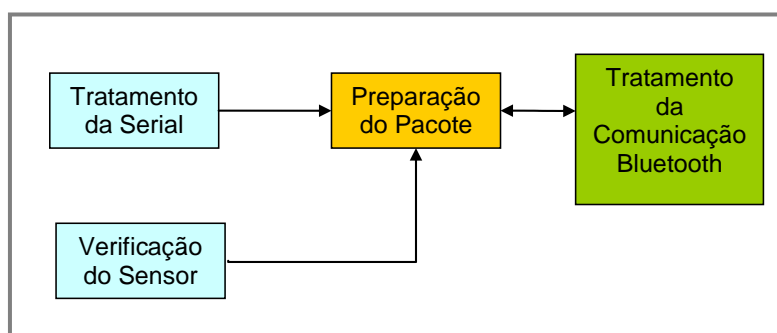 Tratamento
da Serial
Preparação
do Pacote
Tratamento
da
Comunicação
Bluetooth
Verificação
do Sensor